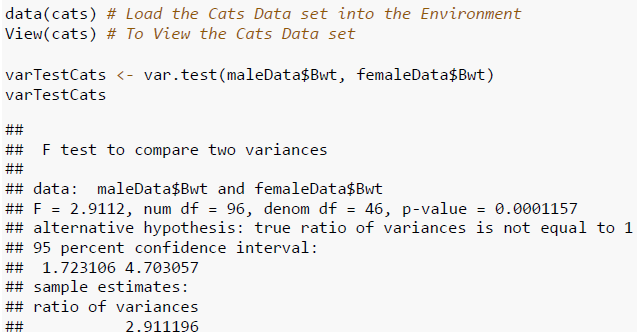 data(cats) # Load the Cats Data set into the Environment
View(cats) # To View the Cats Data set
varTestCats <- var.test(maleData$Bwt, femaleData$Bwt)
varTestCats
##
##  F test to compare two variances
##
## data:  maleData$Bwt and femaleData$Bwt
## F = 2.9112, num df = 96, denom df = 46, p-value = 0.0001157
## alternative hypothesis: true ratio of variances is not equal to 1
## 95 percent confidence interval:
##  1.723106 4.703057
## sample estimates:
## ratio of variances
##           2.911196